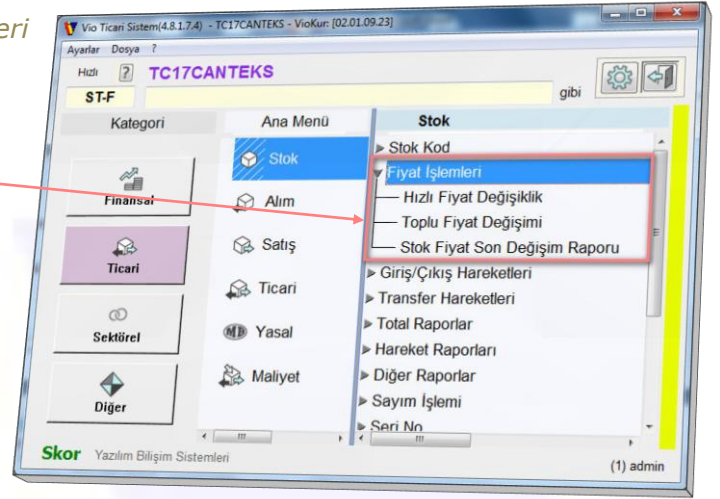 eri
Vio Ticari Sistem(4.8.1.7.4) - TC17CANTEKS - VioKur: [02.01.09.23]
Ayarlar Dosya ?
Hızlı ? TC17CANTEKS
ST-F
gibi
Kategori
Finansal
Ticari
Sektörel
Diğer
Ana Menü
Stok
Alım
Satış
Ticari
MB Yasal
Maliyet
Stok
Stok Kod
Fiyat İşlemleri
Hızlı Fiyat Değişiklik
Toplu Fiyat Değişimi
Stok Fiyat Son Değişim Raporu
Giriş/Çıkış Hareketleri
Transfer Hareketleri
Total Raporlar
Hareket Raporları
Diğer Raporlar
Sayım İşlemi
Seri No
Skor Yazılım Bilişim Sistemleri
(1) admin